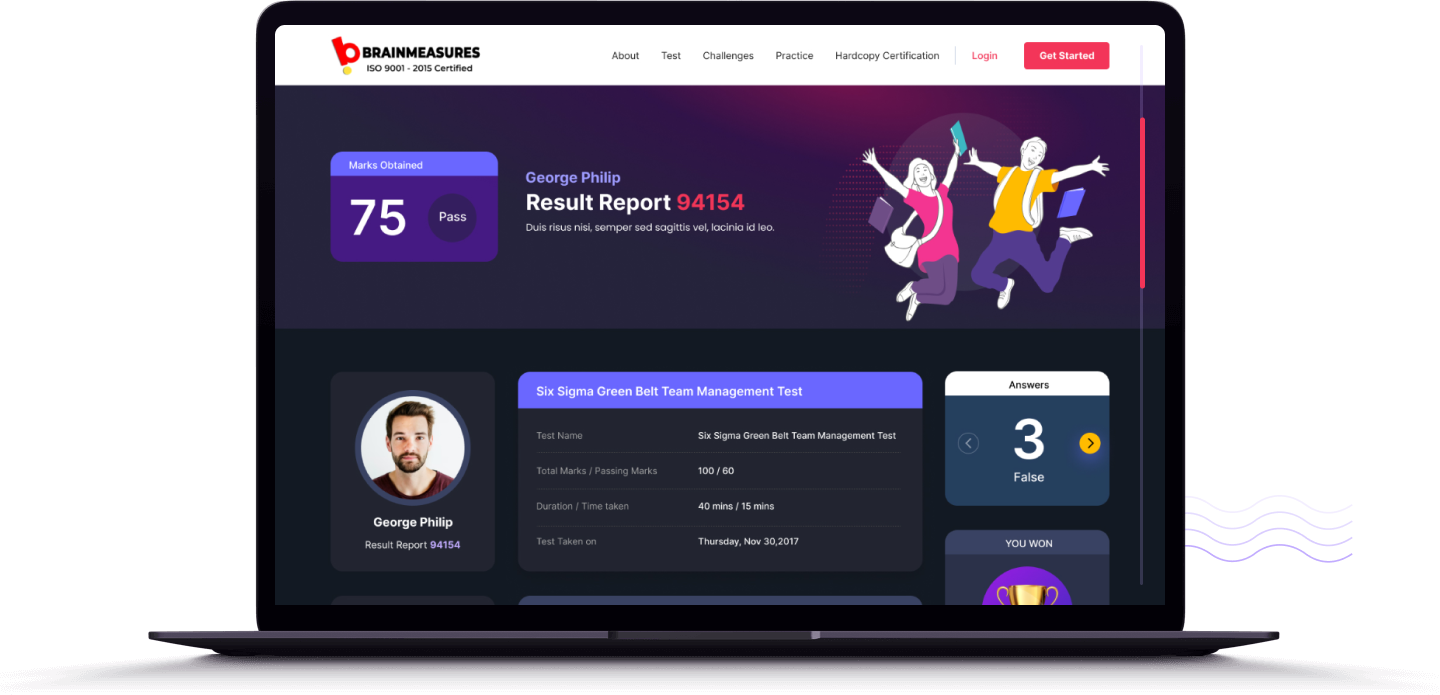 BRAINMEASURES
ISO 9001 - 2015 Certified
About Test Challenges Practice Hardcopy Certification Login Get Started
Marks Obtained
75 Pass
George Philip
Result Report 94154
Duis risus nisi, semper sed sagittis vel, lacinia id leo.
George Philip
Result Report 94154
Six Sigma Green Belt Team Management Test
Test Name Six Sigma Green Belt Team Management Test
Total Marks / Passing Marks 100 / 60
Duration / Time taken 40 mins / 15 mins
Test Taken on Thursday, Nov 30,2017
Answers
3
False
YOU WON